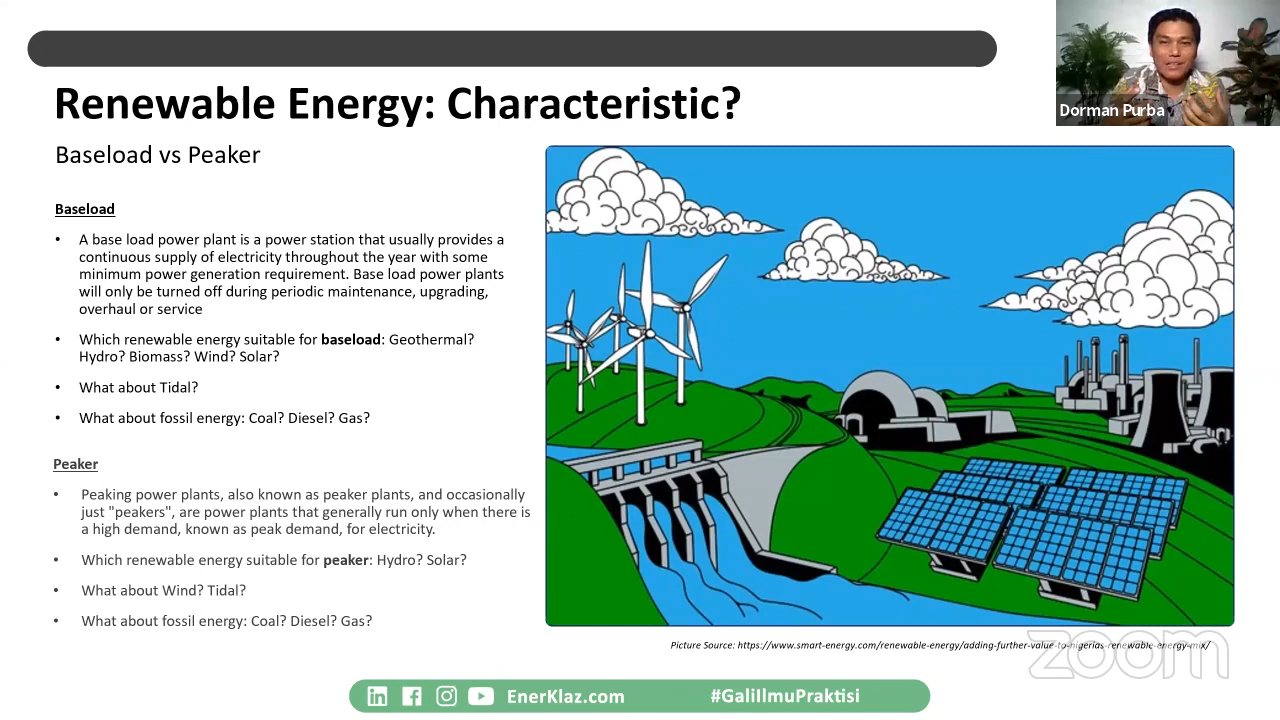 Renewable Energy: Characteristic?
Dorman Purba
Baseload vs Peaker
Baseload
• A base load power plant is a power station that usually provides a
continuous supply of electricity throughout the year with some
minimum power generation requirement. Base load power plants
will only be turned off during periodic maintenance, upgrading,
overhaul or service
• Which renewable energy suitable for baseload: Geothermal?
Hydro? Biomass? Wind? Solar?
• What about Tidal?
• What about fossil energy: Coal? Diesel? Gas?
Peaker
• Peaking power plants, also known as peaker plants, and occasionally
just "peakers", are power plants that generally run only when there is
a high demand, known as peak demand, for electricity.
• Which renewable energy suitable for peaker: Hydro? Solar?
• What about Wind? Tidal?
• What about fossil energy: Coal? Diesel? Gas?
Picture Source: https://www.smart-energy.com/renewable-energy/adding-further-value-to-nigerias-renewable-energy-mix/
zoom
EnerKlaz.com
#GaliIlmuPraktisi